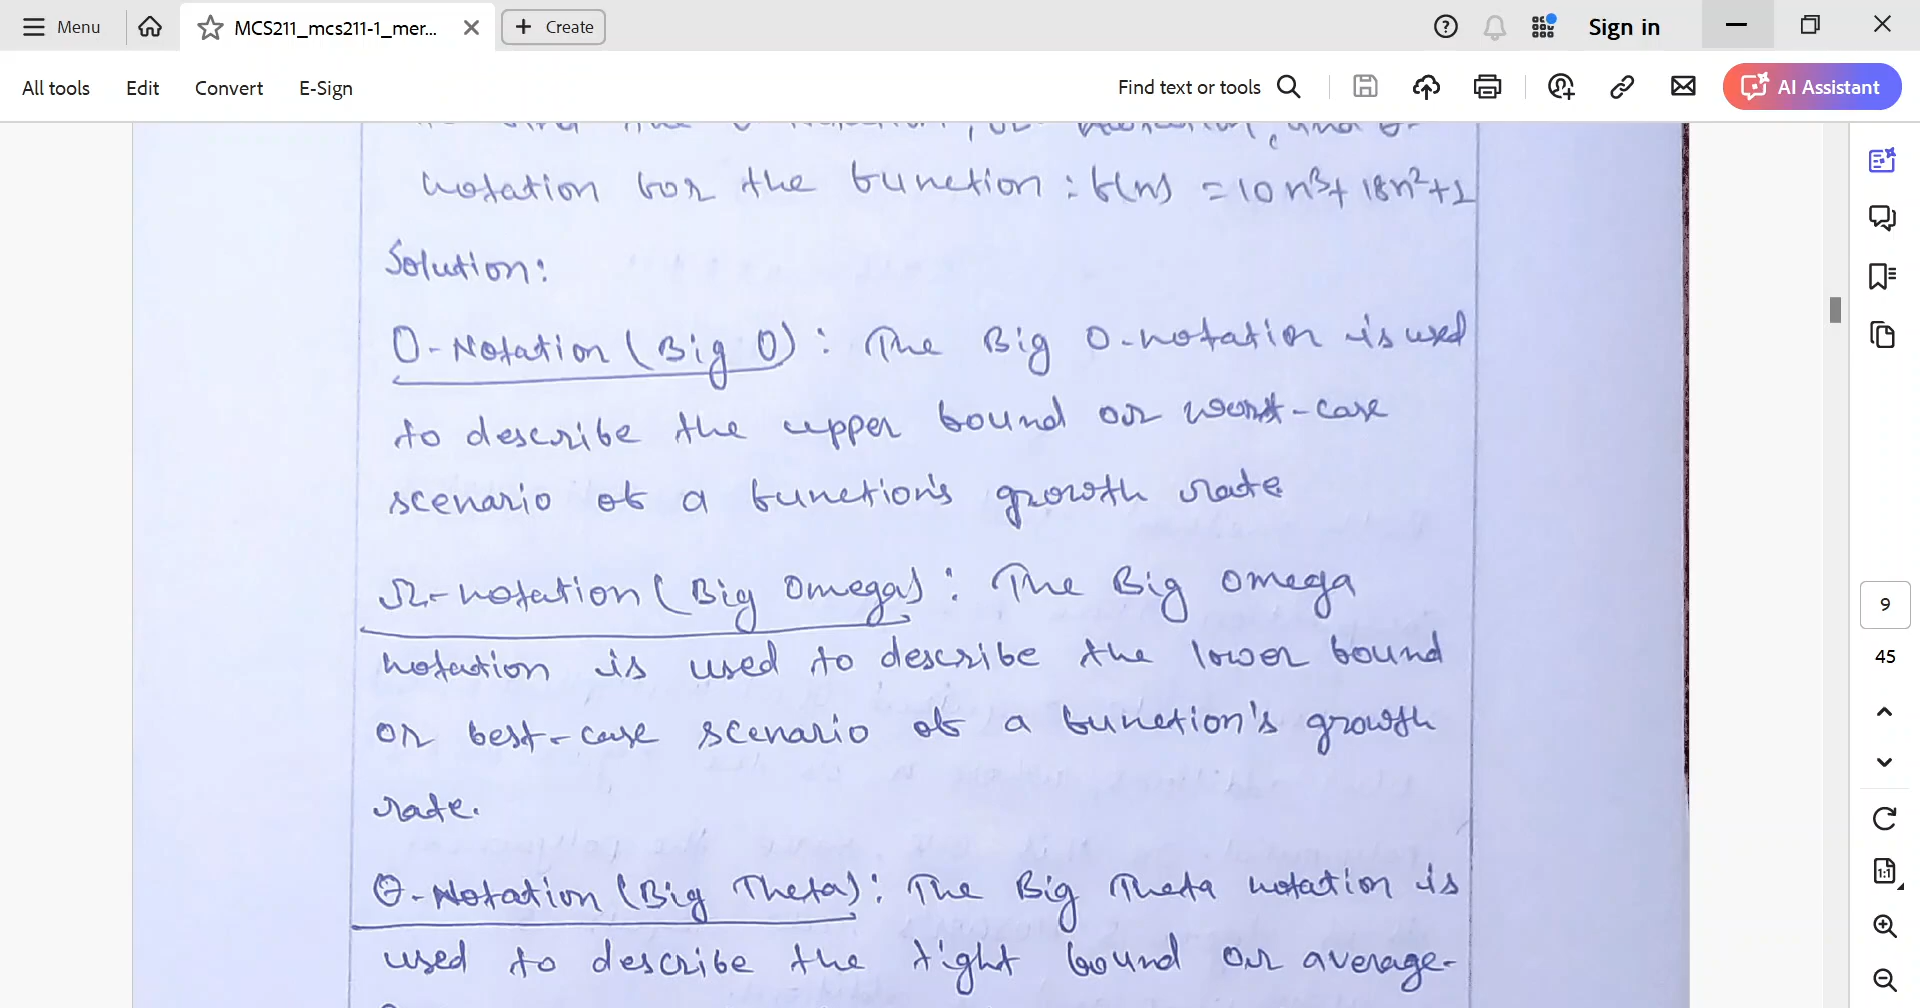 Menu
MCS211_mcs211-1_mer...
Create
Sign in
All tools
Edit
Convert
E-Sign
Find text or tools
AI Assistant
notation for the function : f(n) = 10n³ + 18n² + 1
Solution:
O-Notation (Big O) : The Big O-notation is used
to describe the upper bound or worst-case
scenario of a function's growth rate
Ω-notation (Big Omega) : The Big omega
notation is used to describe the lower bound
or best-case scenario of a function's growth
rate.
Θ-Notation (Big Theta) : The Big Theta notation is
used to describe the tight bound or average-
9
45
1:1